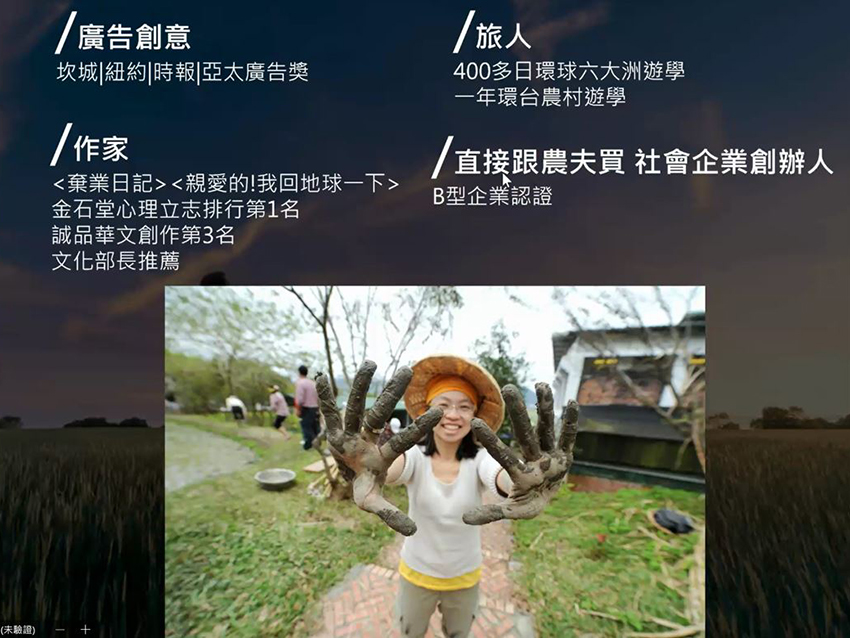 /廣告創意
坎城|紐約|時報|亞太廣告獎
/旅人
400多日環球六大洲遊學
一年環台農村遊學
/作家
<棄業日記><親愛的!我回地球一下>
金石堂心理立志排行第1名
誠品華文創作第3名
文化部長推薦
/直接跟農夫買 社會企業創辦人
B型企業認證
(未驗證)